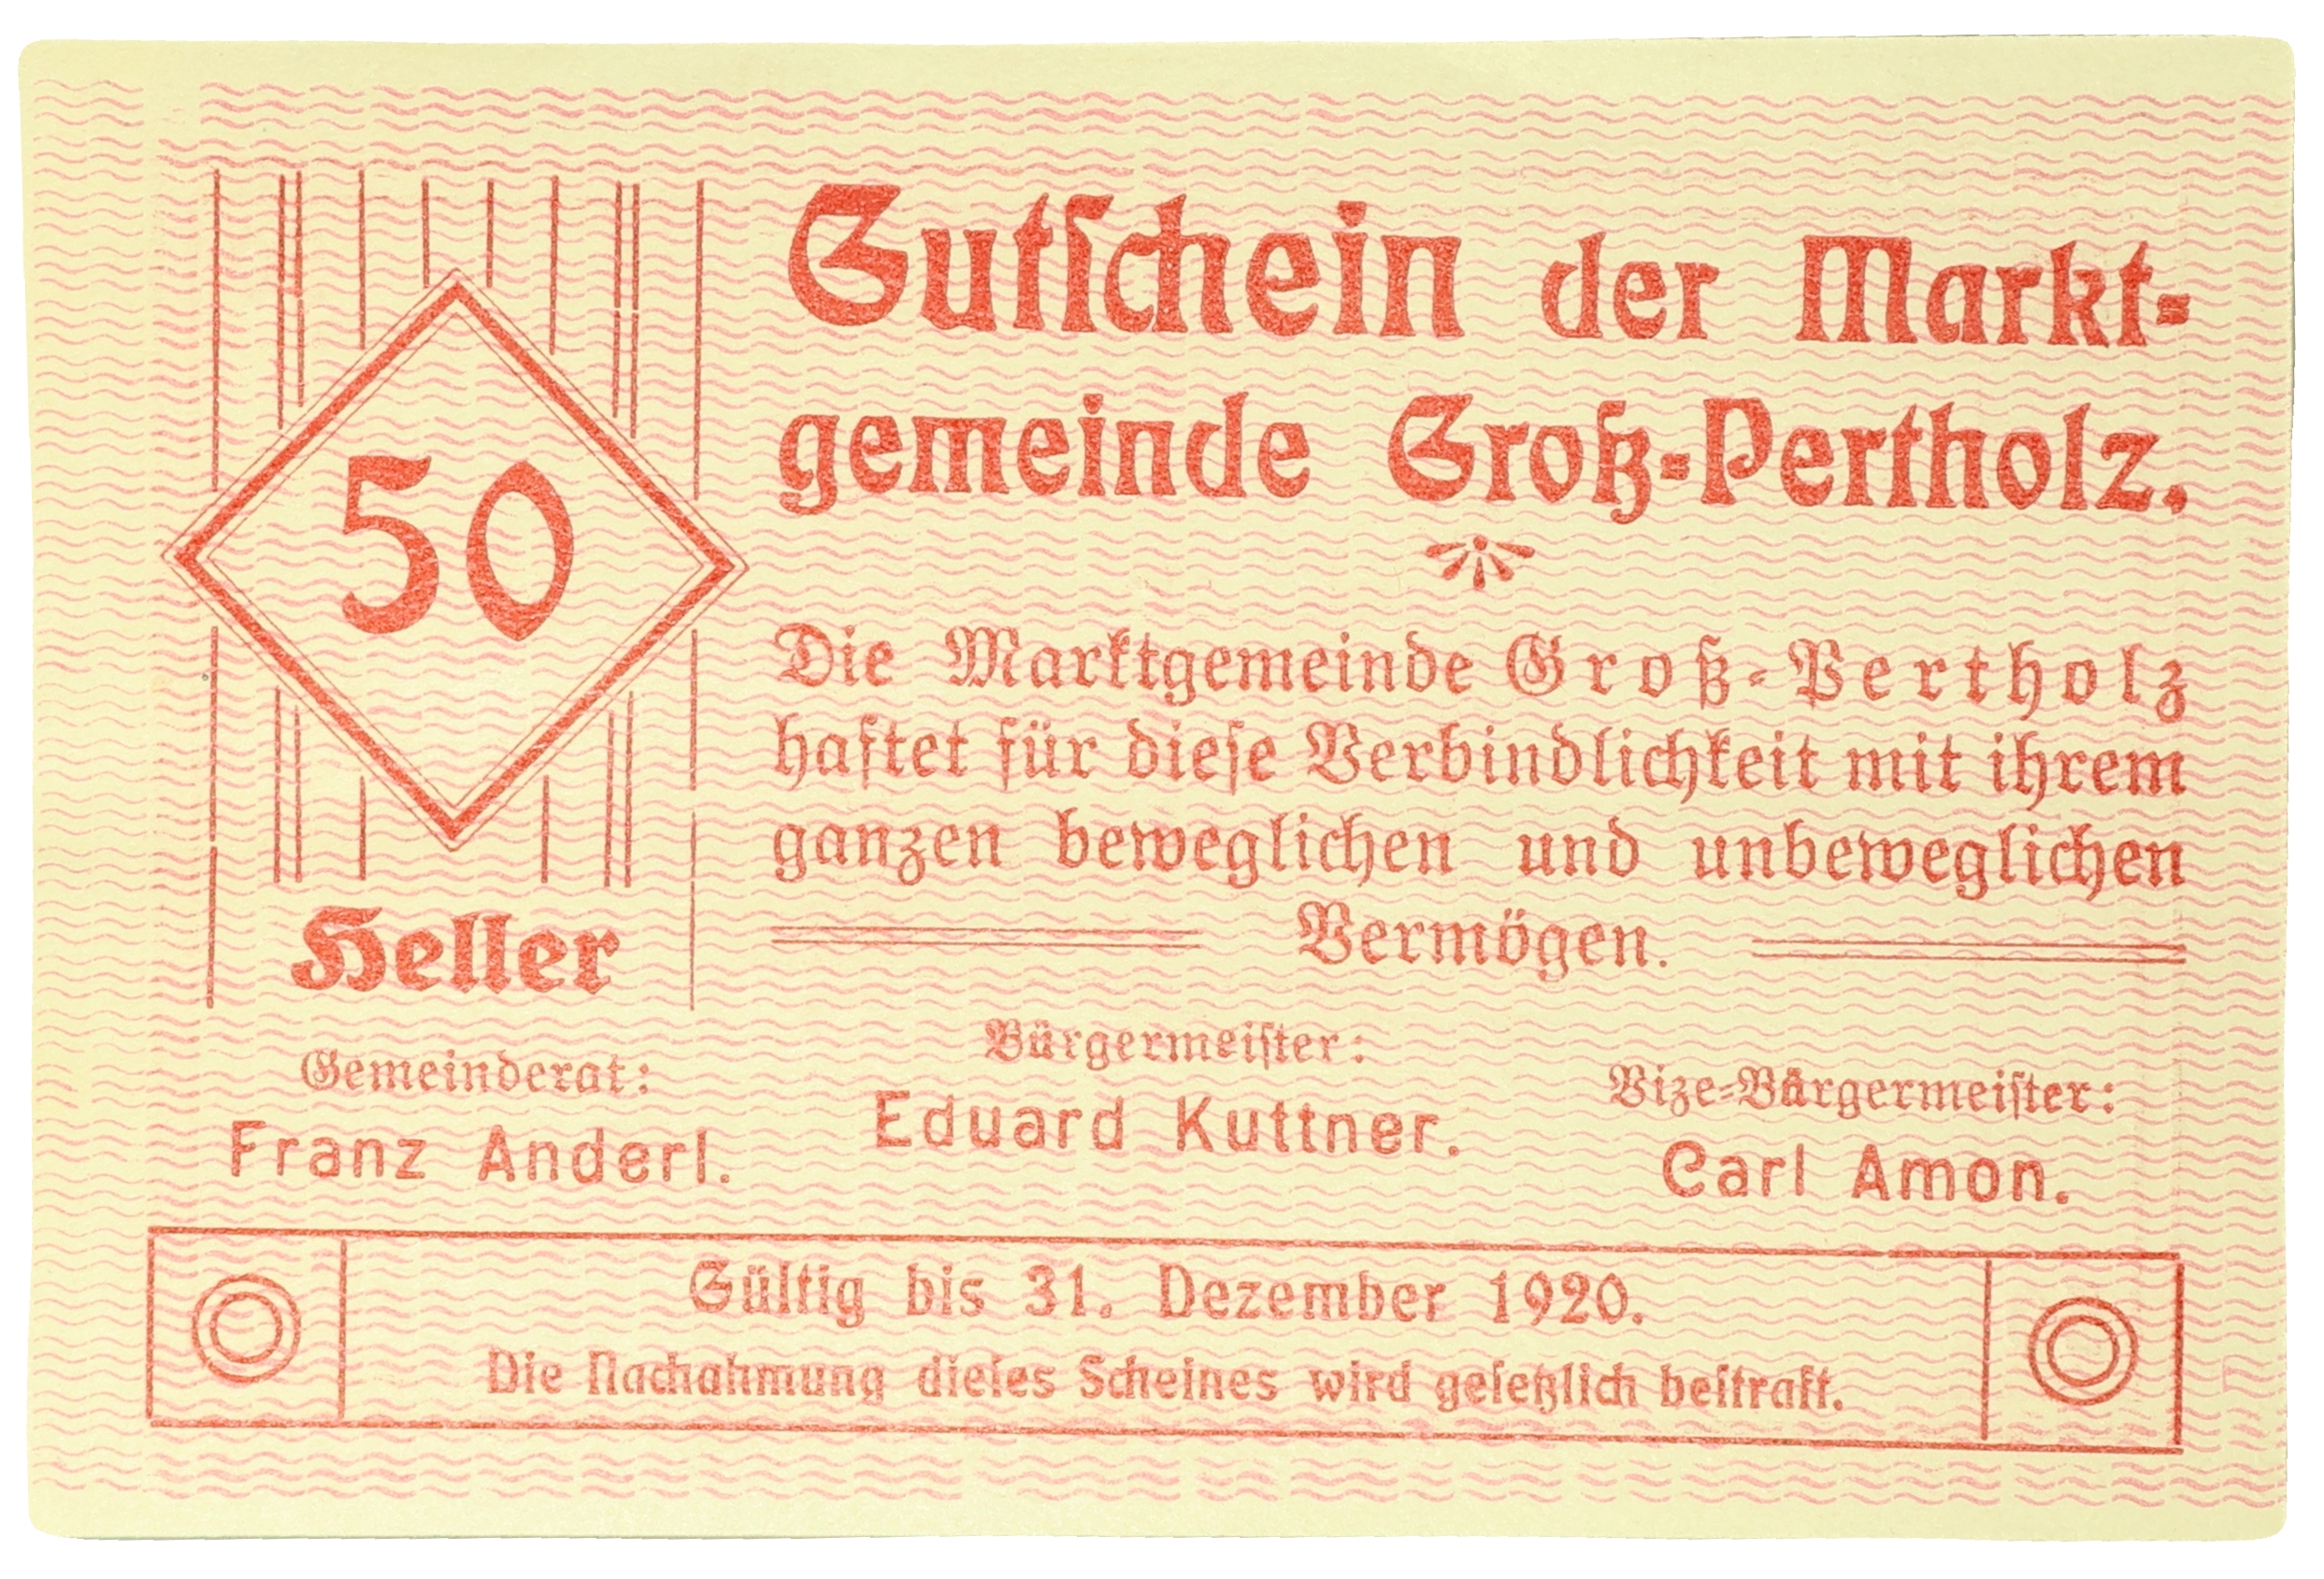 Gutschein der Markt-
gemeinde Groß-Pertholz.
50
Heller
Die Marktgemeinde Groß-Pertholz
haftet für diese Verbindlichkeit mit ihrem
ganzen beweglichen und unbeweglichen
Vermögen.
Gemeinderat:
Franz Anderl.
Bürgermeister:
Eduard Kuttner.
Vize-Bürgermeister:
Carl Amon.
Gültig bis 31. Dezember 1920.
Die Nachahmung dieses Scheines wird gesetzlich bestraft.